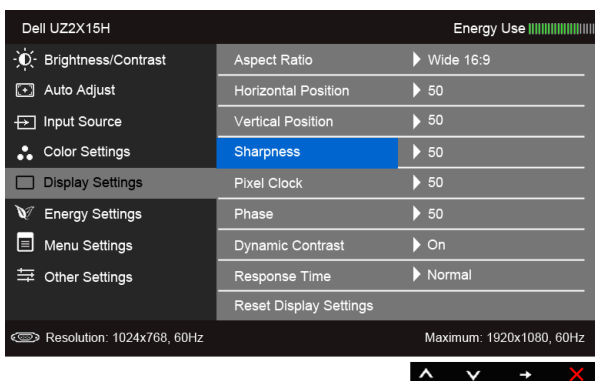 Dell UZ2X15H Energy Use
Brightness/Contrast Aspect Ratio Wide 16:9
Auto Adjust Horizontal Position 50
Input Source Vertical Position 50
Color Settings Sharpness 50
Display Settings Pixel Clock 50
Energy Settings Phase 50
Menu Settings Dynamic Contrast On
Other Settings Response Time Normal
Reset Display Settings
Resolution: 1024x768, 60Hz Maximum: 1920x1080, 60Hz